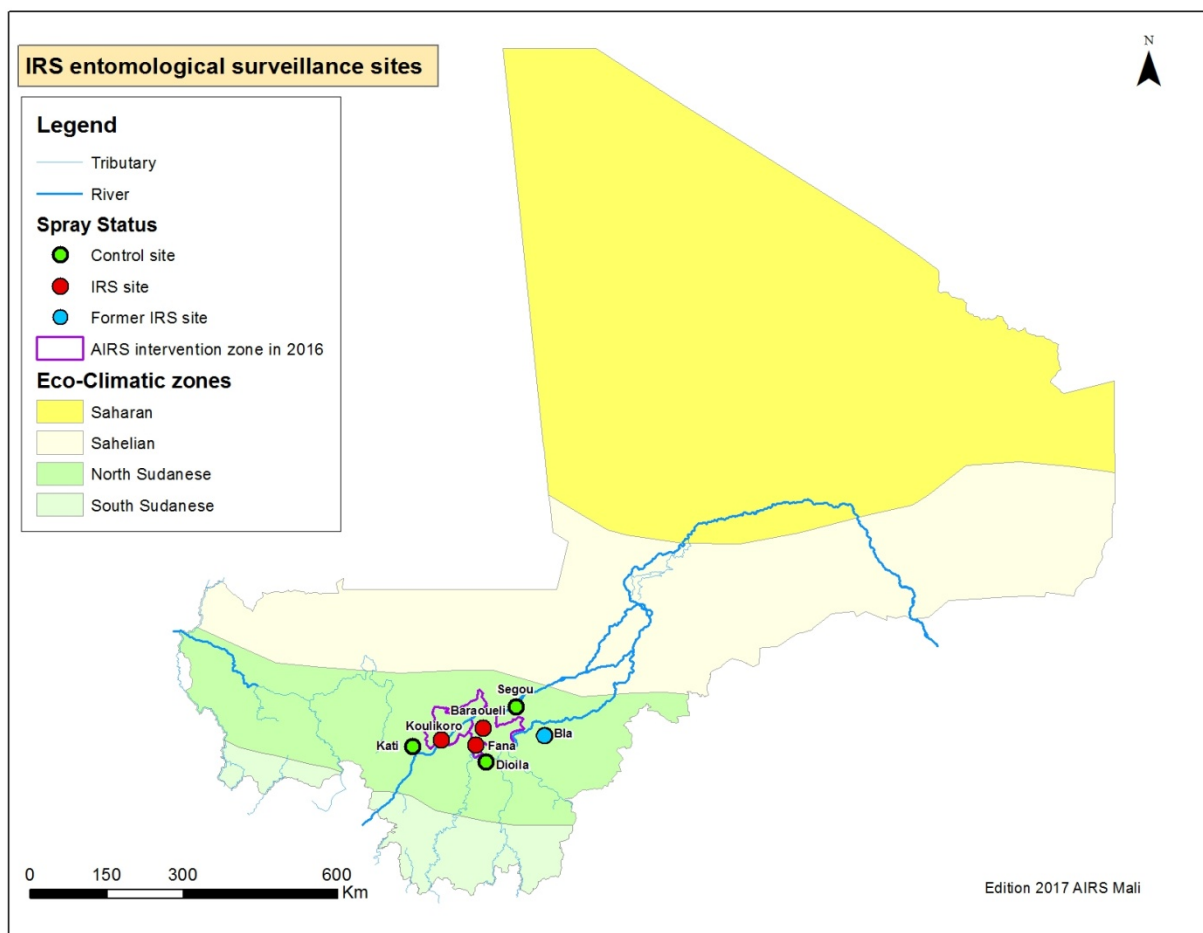 IRS entomological surveillance sites
N
Legend
Tributary
River
Spray Status
Control site
IRS site
Former IRS site
AIRS intervention zone in 2016
Eco-Climatic zones
Saharan
Sahelian
North Sudanese
South Sudanese
Segou
Baraoueli
Koulikoro
Bla
Kati
Fana
Dioila
0 150 300 600
Km
Edition 2017 AIRS Mali